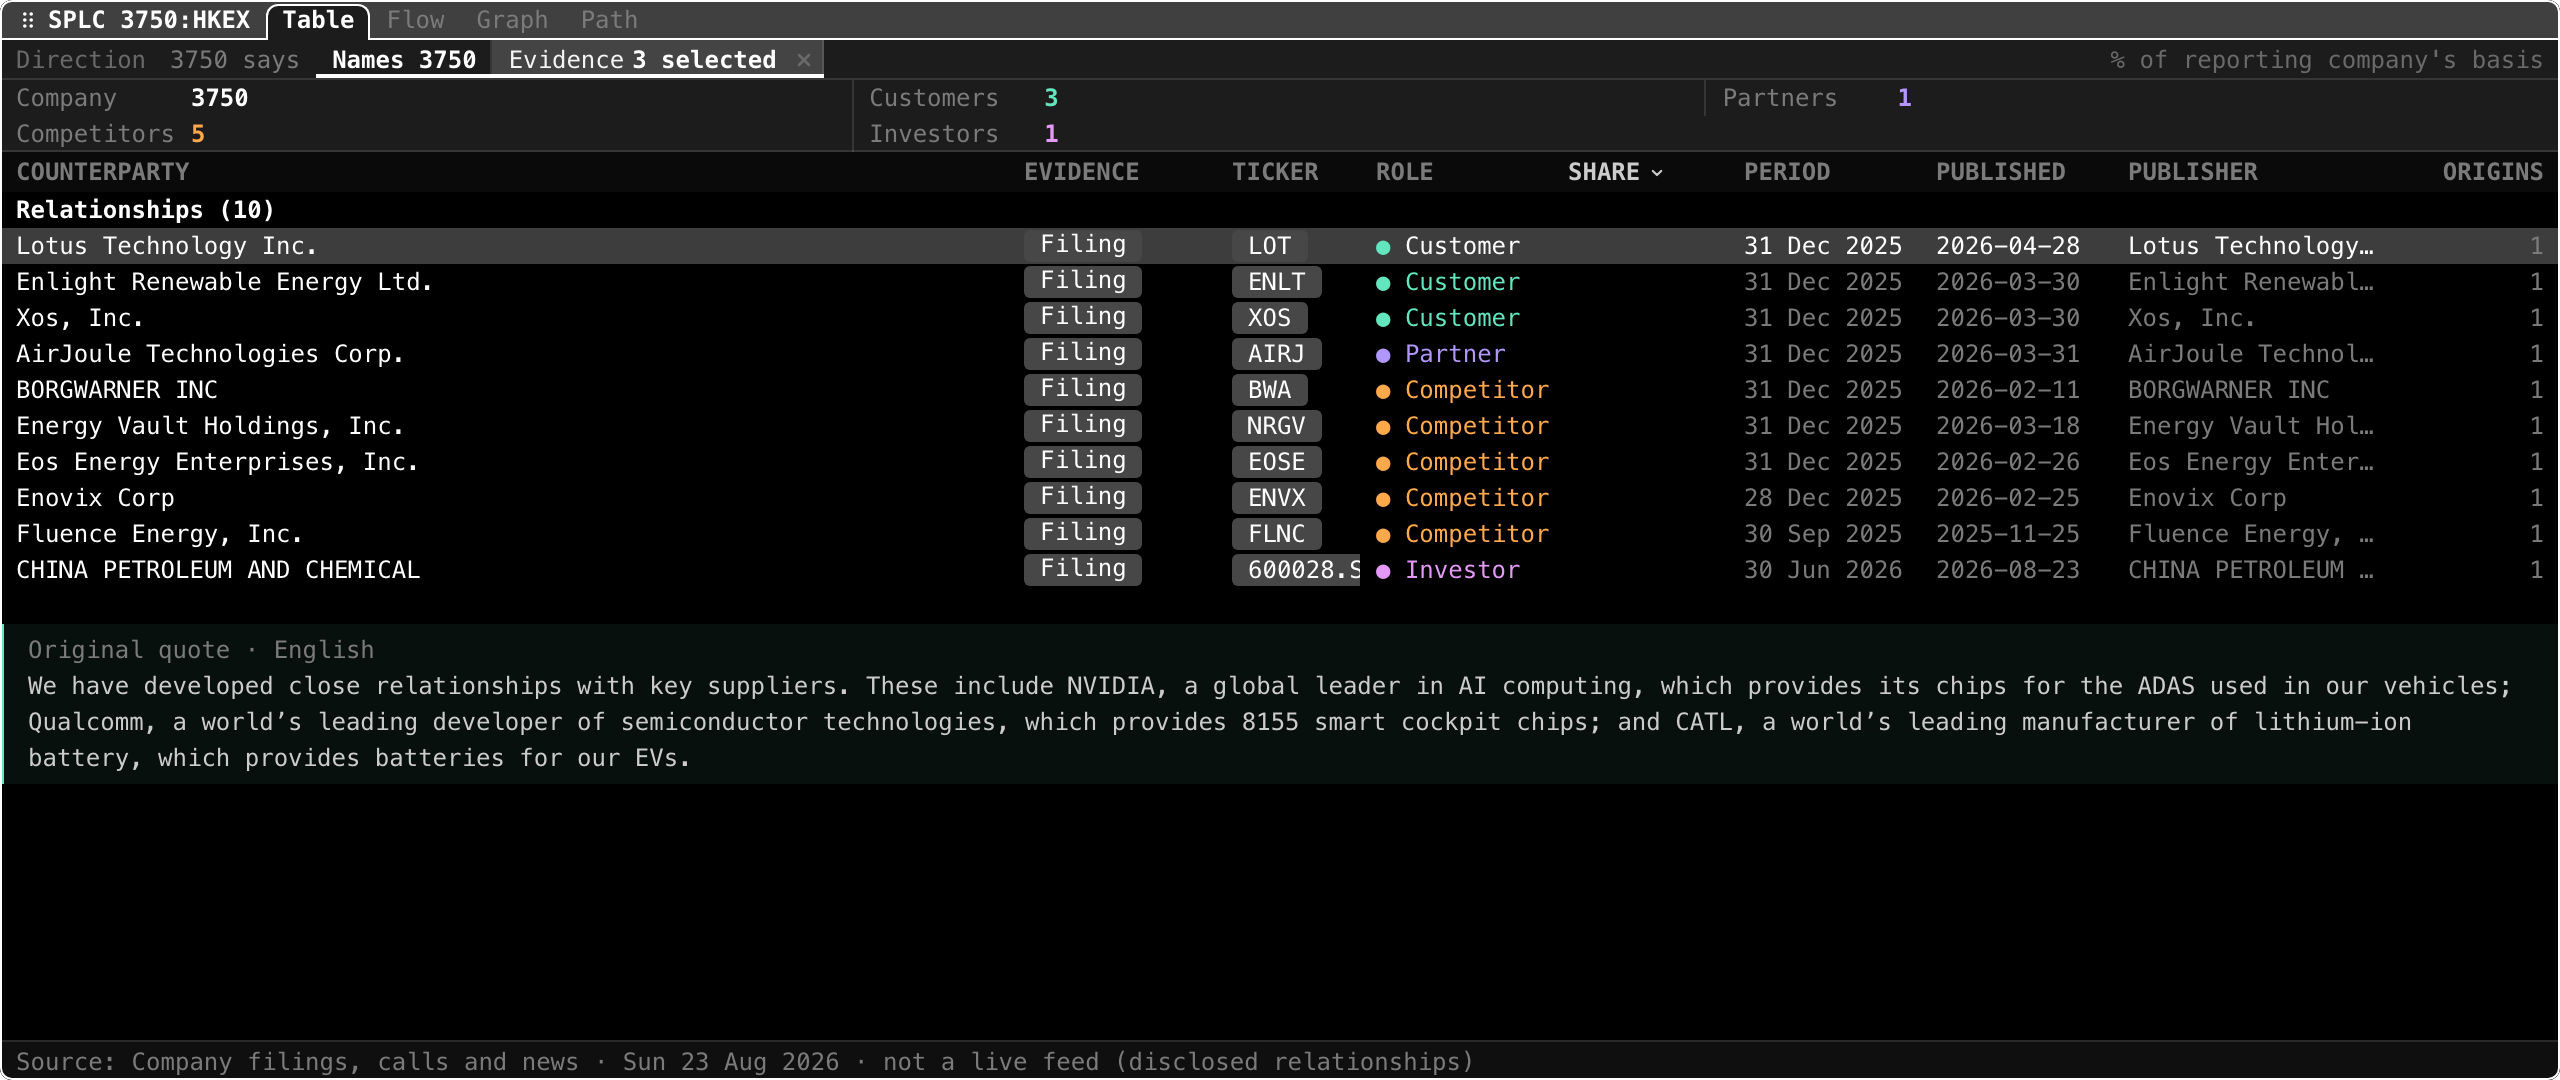 SPLC 3750:HKEX Table Flow Graph Path
Direction 3750 says Names 3750 Evidence 3 selected × % of reporting company's basis
Company 3750 Customers 3 Partners 1
Competitors 5 Investors 1
COUNTERPARTY EVIDENCE TICKER ROLE SHARE PERIOD PUBLISHED PUBLISHER ORIGINS
Relationships (10)
Lotus Technology Inc. Filing LOT Customer 31 Dec 2025 2026-04-28 Lotus Technology… 1
Enlight Renewable Energy Ltd. Filing ENLT Customer 31 Dec 2025 2026-03-30 Enlight Renewabl… 1
Xos, Inc. Filing XOS Customer 31 Dec 2025 2026-03-30 Xos, Inc. 1
AirJoule Technologies Corp. Filing AIRJ Partner 31 Dec 2025 2026-03-31 AirJoule Technol… 1
BORGWARNER INC Filing BWA Competitor 31 Dec 2025 2026-02-11 BORGWARNER INC 1
Energy Vault Holdings, Inc. Filing NRGV Competitor 31 Dec 2025 2026-03-18 Energy Vault Hol… 1
Eos Energy Enterprises, Inc. Filing EOSE Competitor 31 Dec 2025 2026-02-26 Eos Energy Enter… 1
Enovix Corp Filing ENVX Competitor 28 Dec 2025 2026-02-25 Enovix Corp 1
Fluence Energy, Inc. Filing FLNC Competitor 30 Sep 2025 2025-11-25 Fluence Energy, … 1
CHINA PETROLEUM AND CHEMICAL Filing 600028.S Investor 30 Jun 2026 2026-08-23 CHINA PETROLEUM … 1
Original quote · English
We have developed close relationships with key suppliers. These include NVIDIA, a global leader in AI computing, which provides its chips for the ADAS used in our vehicles;
Qualcomm, a world’s leading developer of semiconductor technologies, which provides 8155 smart cockpit chips; and CATL, a world’s leading manufacturer of lithium-ion
battery, which provides batteries for our EVs.
Source: Company filings, calls and news · Sun 23 Aug 2026 · not a live feed (disclosed relationships)